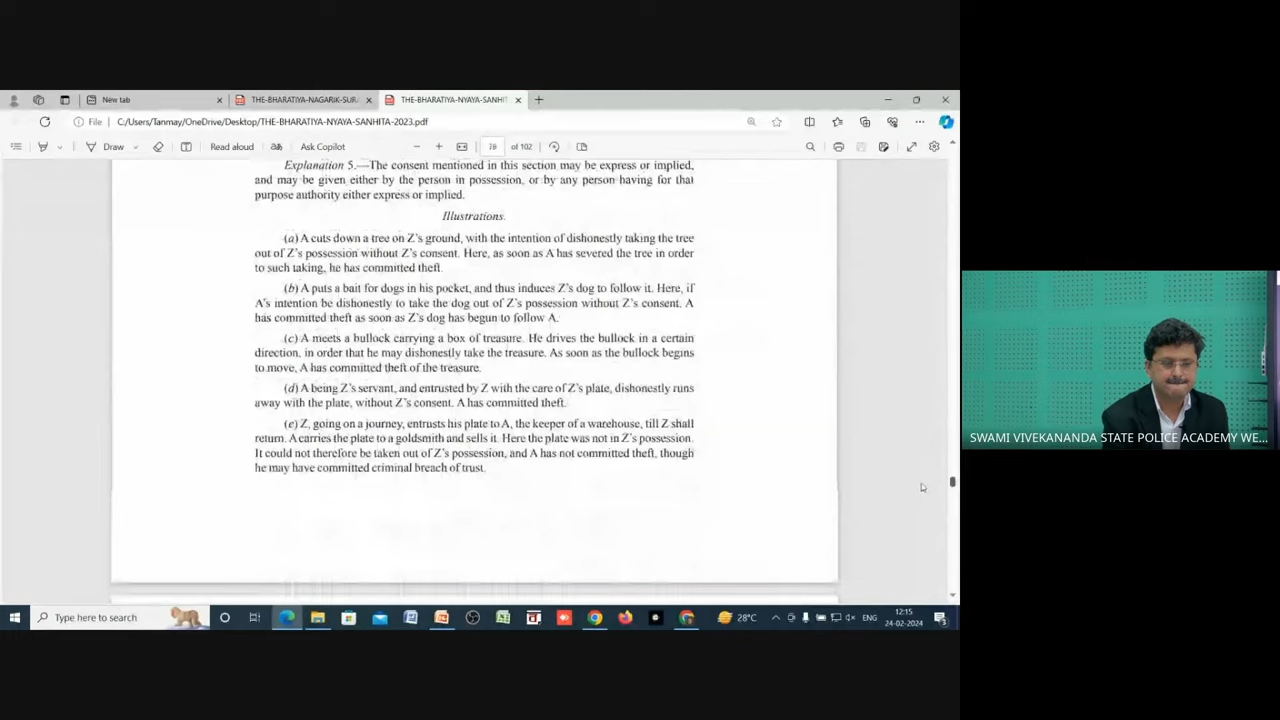 New tab
THE-BHARATIYA-NAGARIK-SUR
THE-BHARATIYA-NYAYA-SANHIT
File
C:/Users/Tanmay/OneDrive/Desktop/THE-BHARATIYA-NYAYA-SANHITA-2023.pdf
Draw
Read aloud
Ask Copilot
78 of 102
Explanation 5.—The consent mentioned in this section may be express or implied,
and may be given either by the person in possession, or by any person having for that
purpose authority either express or implied.
Illustrations.
(a) A cuts down a tree on Z's ground, with the intention of dishonestly taking the tree
out of Z's possession without Z's consent. Here, as soon as A has severed the tree in order
to such taking, he has committed theft.
(b) A puts a bait for dogs in his pocket, and thus induces Z's dog to follow it. Here, if
A's intention be dishonestly to take the dog out of Z's possession without Z's consent. A
has committed theft as soon as Z's dog has begun to follow A.
(c) A meets a bullock carrying a box of treasure. He drives the bullock in a certain
direction, in order that he may dishonestly take the treasure. As soon as the bullock begins
to move, A has committed theft of the treasure.
(d) A being Z's servant, and entrusted by Z with the care of Z's plate, dishonestly runs
away with the plate, without Z's consent. A has committed theft.
(e) Z, going on a journey, entrusts his plate to A, the keeper of a warehouse, till Z shall
return. A carries the plate to a goldsmith and sells it. Here the plate was not in Z's possession.
It could not therefore be taken out of Z's possession, and A has not committed theft, though
he may have committed criminal breach of trust.
SWAMI VIVEKANANDA STATE POLICE ACADEMY WE...
Type here to search
28°C
ENG
12:15
24-02-2024